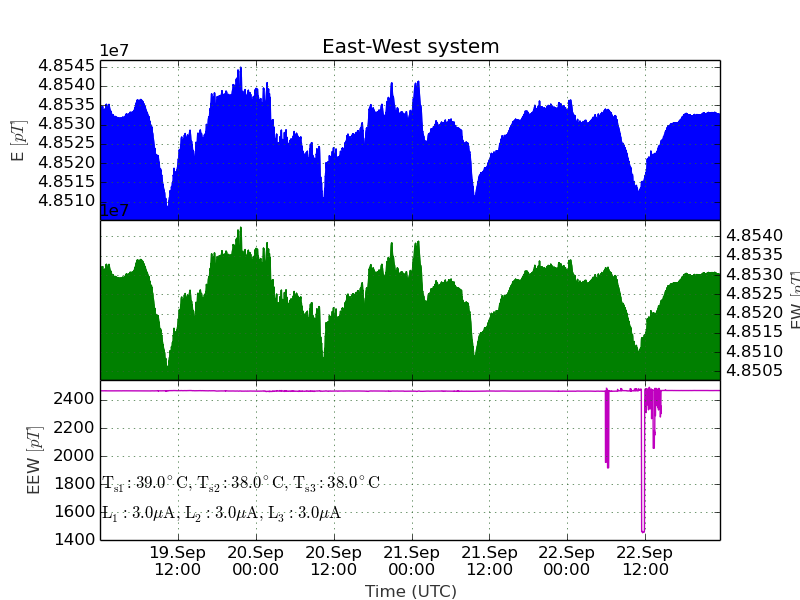 East-West system
1e7
4.8545
4.8540
4.8535
4.8530
4.8525
4.8520
4.8515
4.8510
E [pT]
1e7
4.8540
4.8535
4.8530
4.8525
4.8520
4.8515
4.8510
4.8505
EW [pT]
2400
2200
2000
1800
1600
1400
EEW [pT]
T_s1 : 39.0°C, T_s2 : 38.0°C, T_s3 : 38.0°C
L_1 : 3.0μA, L_2 : 3.0μA, L_3 : 3.0μA
19.Sep 12:00
20.Sep 00:00
20.Sep 12:00
21.Sep 00:00
21.Sep 12:00
22.Sep 00:00
22.Sep 12:00
Time (UTC)